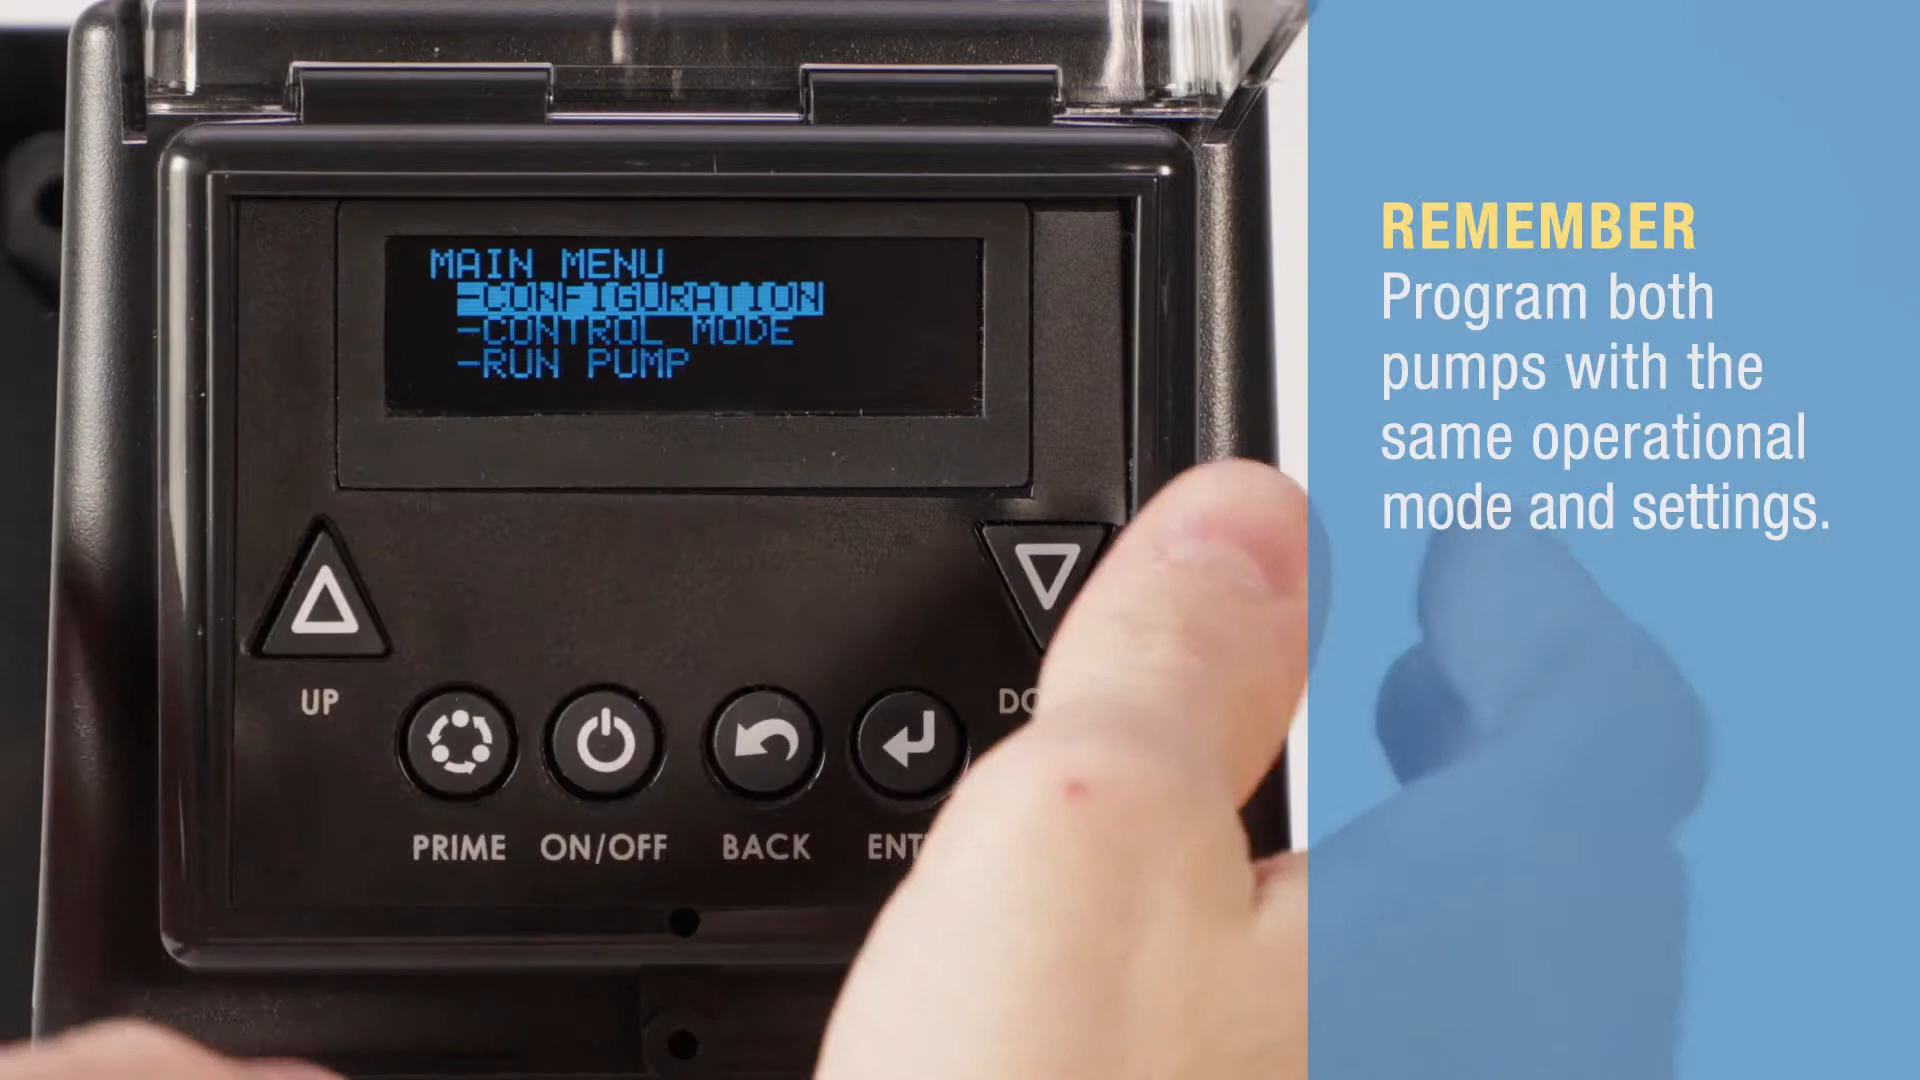 MAIN MENU
-CONFIGURATION
-CONTROL MODE
-RUN PUMP
UP
PRIME
ON/OFF
BACK
REMEMBER
Program both
pumps with the
same operational
mode and settings.